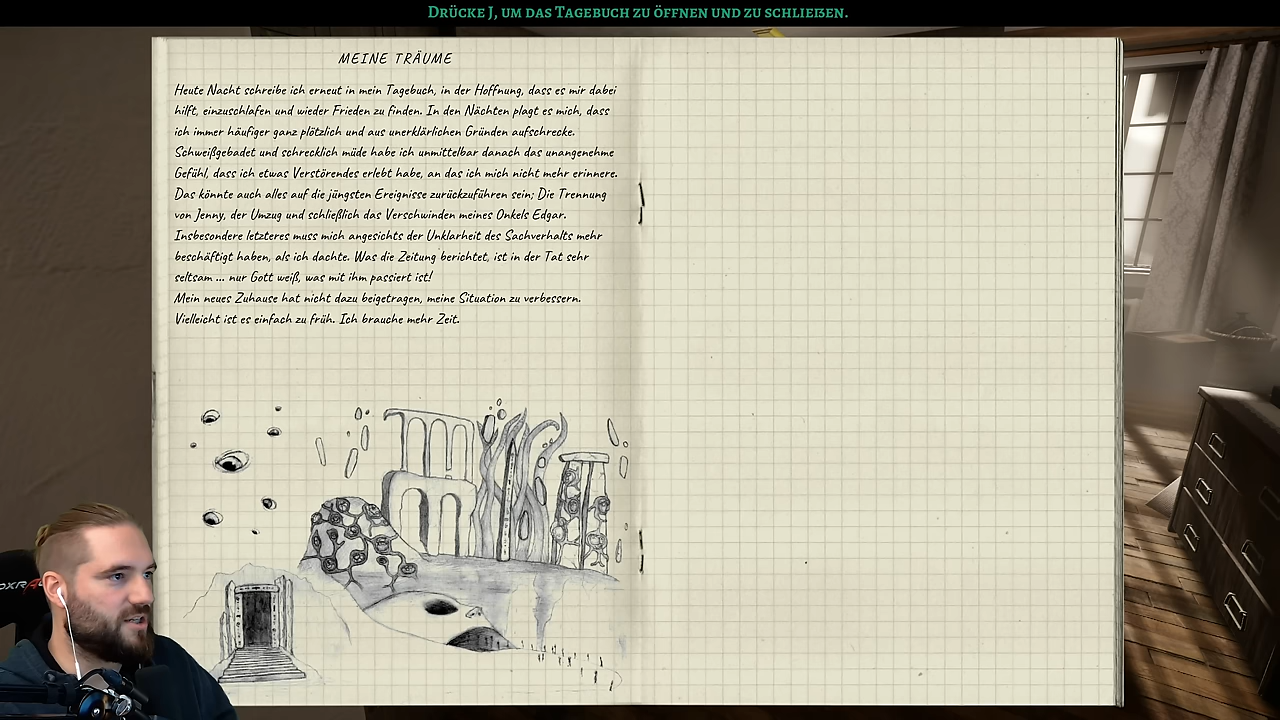 Drücke J, um das Tagebuch zu öffnen und zu schließen.
MEINE TRÄUME
Heute Nacht schreibe ich erneut in mein Tagebuch, in der Hoffnung, dass es mir dabei
hilft, einzuschlafen und wieder Frieden zu finden. In den Nächten plagt es mich, dass
ich immer häufiger ganz plötzlich und aus unerklärlichen Gründen aufschrecke.
Schweißgebadet und schrecklich müde habe ich unmittelbar danach das unangenehme
Gefühl, dass ich etwas Verstörendes erlebt habe, an das ich mich nicht mehr erinnere.
Das könnte auch alles auf die jüngsten Ereignisse zurückzuführen sein; Die Trennung
von Jenny, der Umzug und schließlich das Verschwinden meines Onkels Edgar.
Insbesondere letzteres muss mich angesichts der Unklarheit des Sachverhalts mehr
beschäftigt haben, als ich dachte. Was die Zeitung berichtet, ist in der Tat sehr
seltsam ... nur Gott weiß, was mit ihm passiert ist!
Mein neues Zuhause hat nicht dazu beigetragen, meine Situation zu verbessern.
Vielleicht ist es einfach zu früh. Ich brauche mehr Zeit.